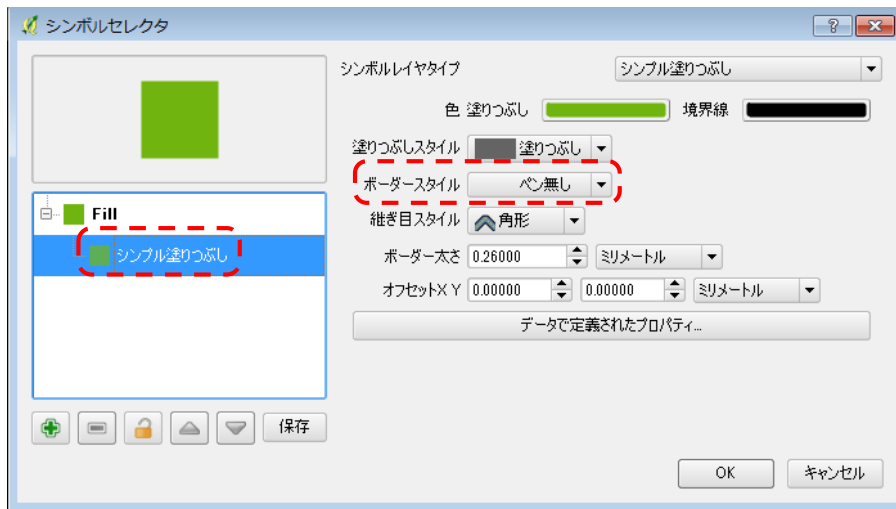 シンボルセレクタ
シンボルレイヤタイプ シンプル塗りつぶし
色 塗りつぶし 境界線
塗りつぶしスタイル 塗りつぶし
ボーダースタイル ペン無し
Fill
継ぎ目スタイル 角形
シンプル塗りつぶし
ボーダー太さ 0.26000 ミリメートル
オフセットX Y 0.00000 0.00000 ミリメートル
データで定義されたプロパティ...
保存
OK キャンセル